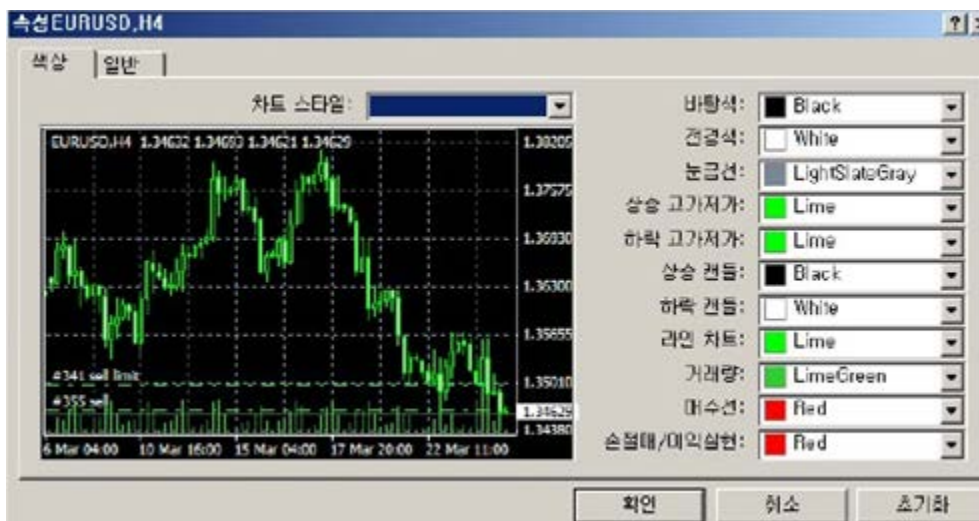 속성EURUSD,H4
색상
일반
차트 스타일:
EURUSD,H4 1.34632 1.34693 1.34621 1.34629
1.38205
1.37575
1.36930
1.36300
1.35655
1.35010
1.34629
1.34380
#341 sell limit
#355 sell
6 Mar 04:00 10 Mar 16:00 15 Mar 04:00 17 Mar 20:00 22 Mar 11:00
바탕색: Black
전경색: White
눈금선: LightSlateGray
상승 고가저가: Lime
하락 고가저가: Lime
상승 캔들: Black
하락 캔들: White
라인 차트: Lime
거래량: LimeGreen
매수선: Red
손절매/이익실현: Red
확인
취소
초기화